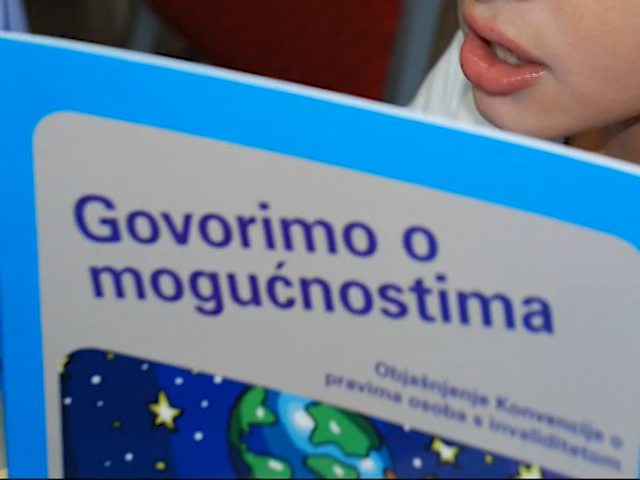 Govorimo o
mogućnostima
Objašnjenje Konvencije o
pravima osoba s invaliditetom